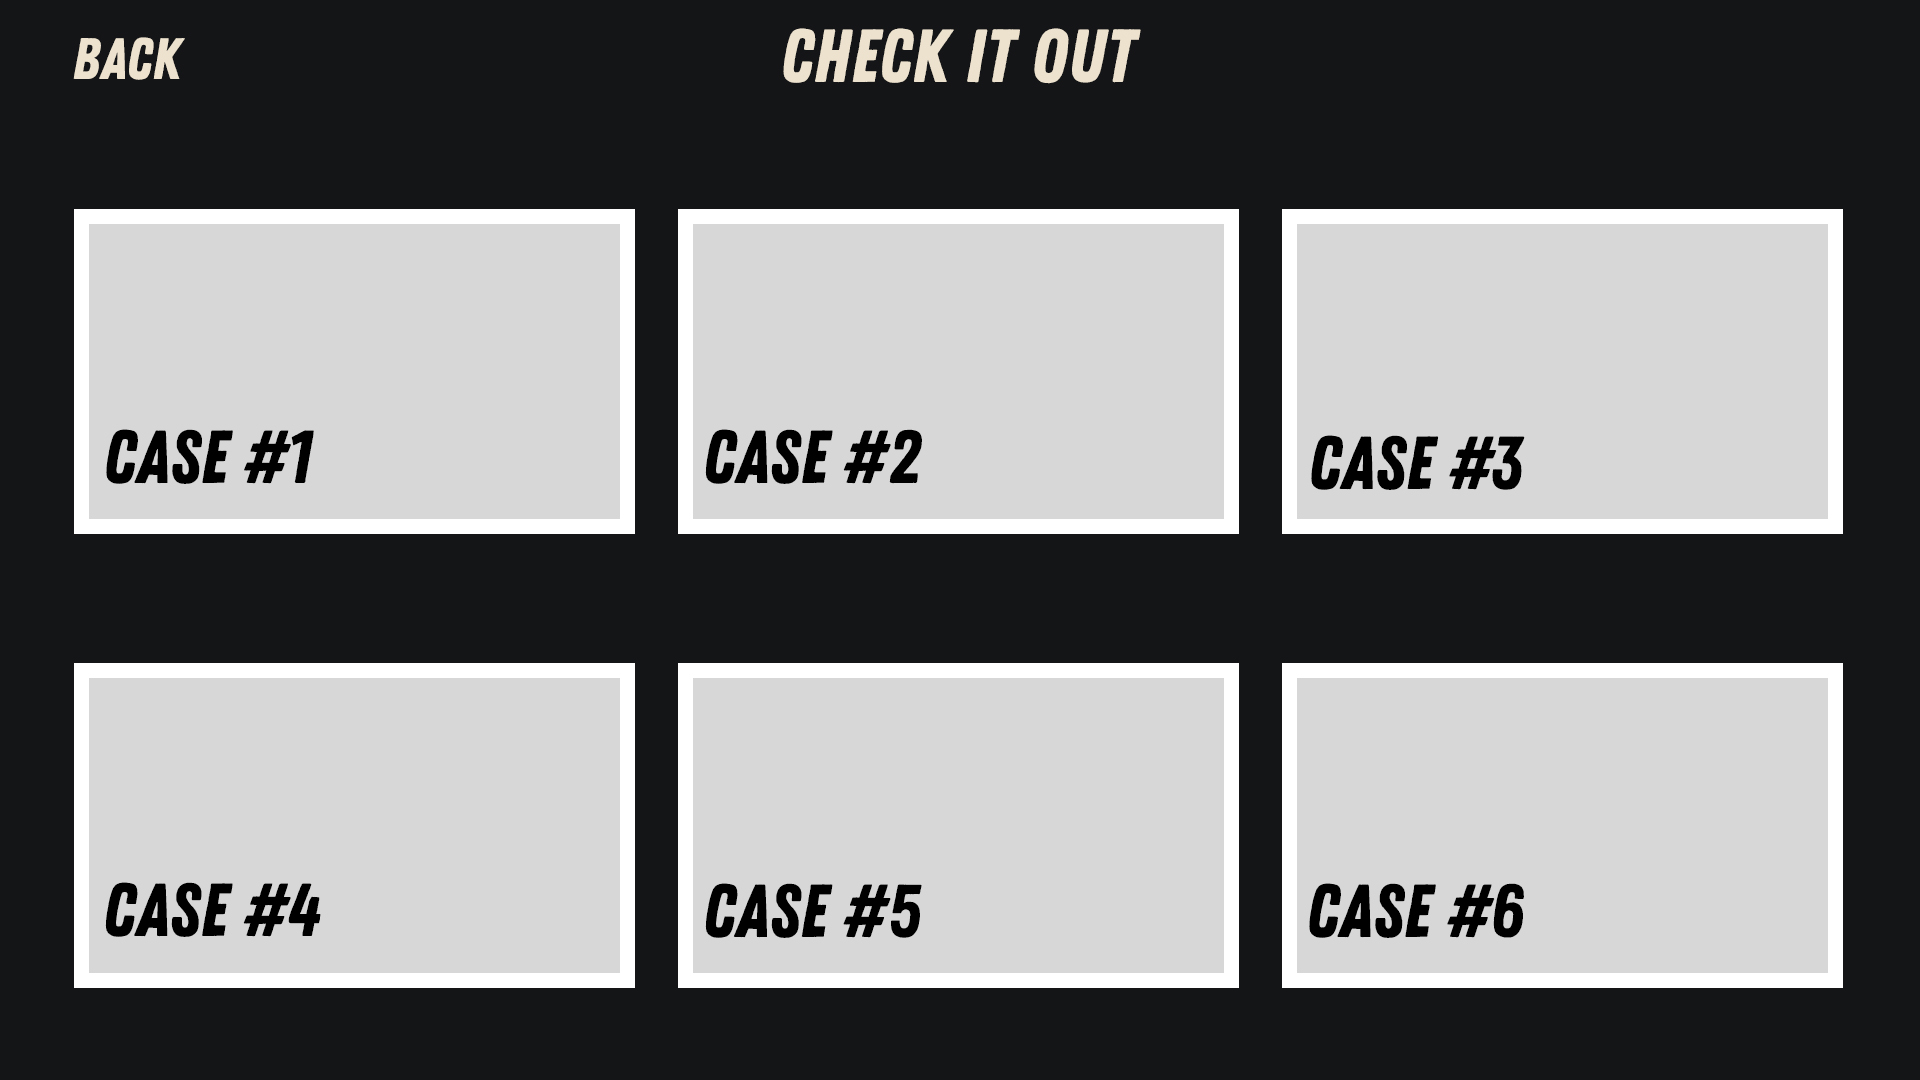 BACK
CHECK IT OUT
CASE #1
CASE #2
CASE #3
CASE #4
CASE #5
CASE #6